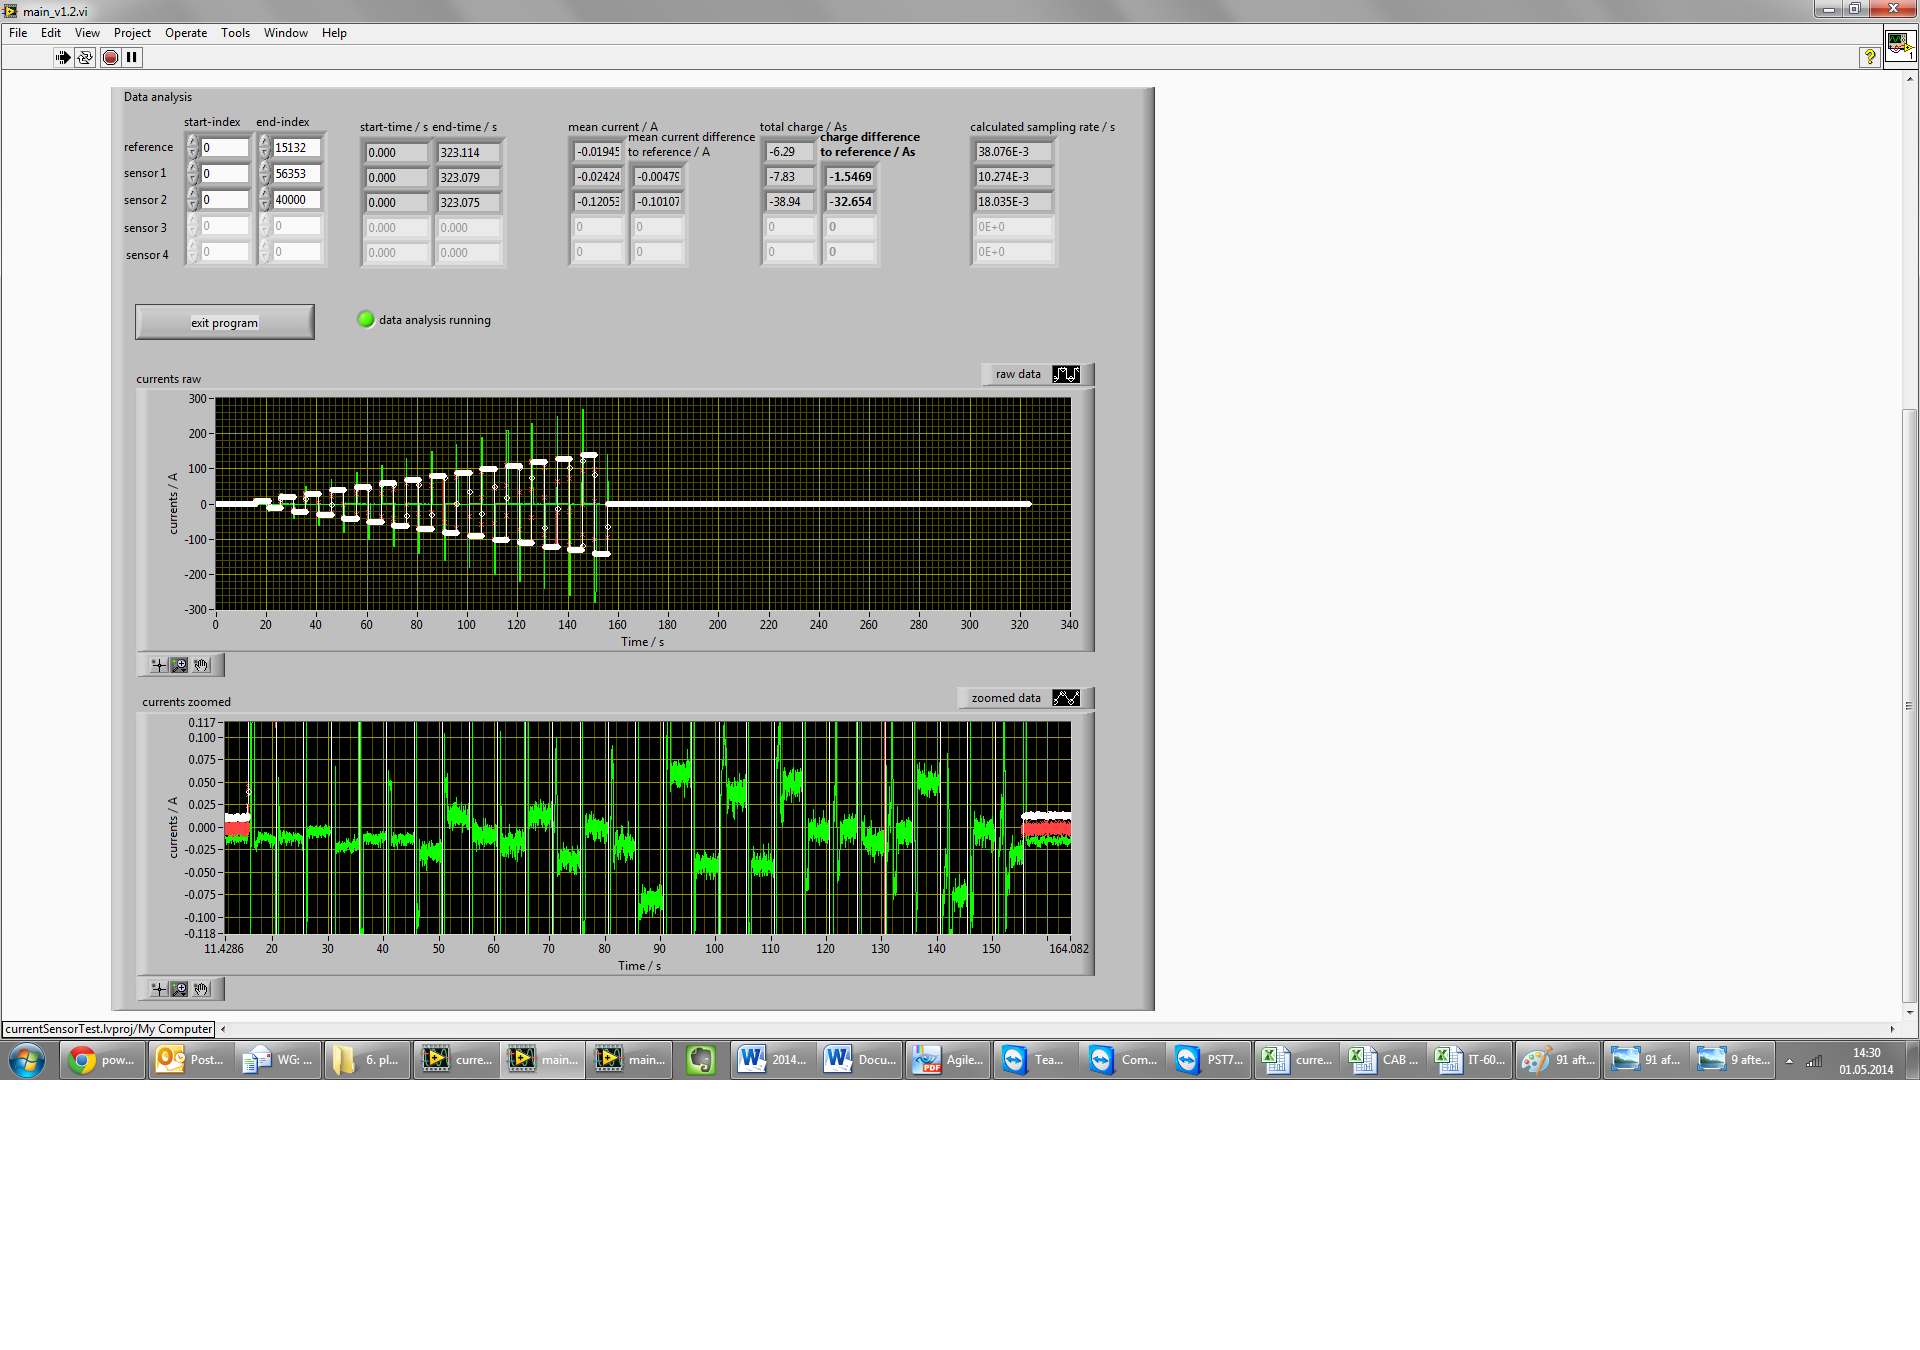 main_v1.2.vi
File Edit View Project Operate Tools Window Help
Data analysis
start-index end-index
start-time / s end-time / s
mean current / A
mean current difference to reference / A
total charge / As
charge difference to reference / As
calculated sampling rate / s
reference 0 15132 0.000 323.114 -0.01945 -6.29 38.076E-3
sensor 1 0 56353 0.000 323.079 -0.02424 -0.00479 -7.83 -1.5469 10.274E-3
sensor 2 0 40000 0.000 323.075 -0.12053 -0.10107 -38.94 -32.654 18.035E-3
sensor 3 0 0 0.000 0.000 0 0 0 0 0E+0
sensor 4 0 0 0.000 0.000 0 0 0 0 0E+0
exit program
data analysis running
currents raw
raw data
currents / A
300
200
100
0
-100
-200
-300
0 20 40 60 80 100 120 140 160 180 200 220 240 260 280 300 320 340
Time / s
currents zoomed
zoomed data
currents / A
0.117
0.100
0.075
0.050
0.025
0.000
-0.025
-0.050
-0.075
-0.100
-0.118
11.4286 20 30 40 50 60 70 80 90 100 110 120 130 140 150 164.082
Time / s
currentSensorTest.lvproj/My Computer
pow... Post... WG: ... 6. pl... curre... main... main... 2014... Docu... Agile... Tea... Com... PST7... curre... CAB ... IT-60... 91 aft... 91 af... 9 afte...
14:30
01.05.2014